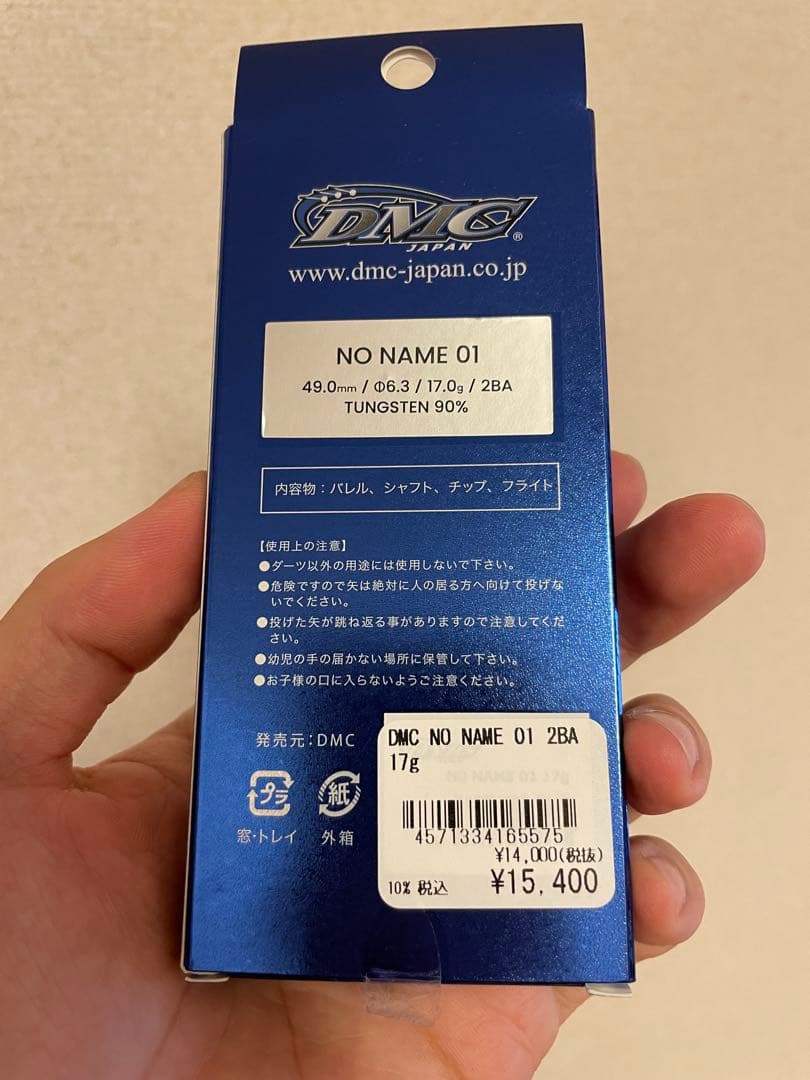 DMC
JAPAN ®
www.dmc-japan.co.jp
NO NAME 01
49.0mm / Φ6.3 / 17.0g / 2BA
TUNGSTEN 90%
内容物：バレル、シャフト、チップ、フライト
【使用上の注意】
●ダーツ以外の用途には使用しないで下さい。
●危険ですので矢は絶対に人の居る方へ向けて投げな
いでください。
●投げた矢が跳ね返る事がありますので注意してくだ
さい。
●幼児の手の届かない場所に保管して下さい。
●お子様の口に入らないようご注意ください。
発売元：DMC
プラ
紙
窓・トレイ 外箱
DMC NO NAME 01 2BA
17g
NO NAME 01 17g
4571334165575
¥14,000(税抜)
10% 税込 ¥15,400